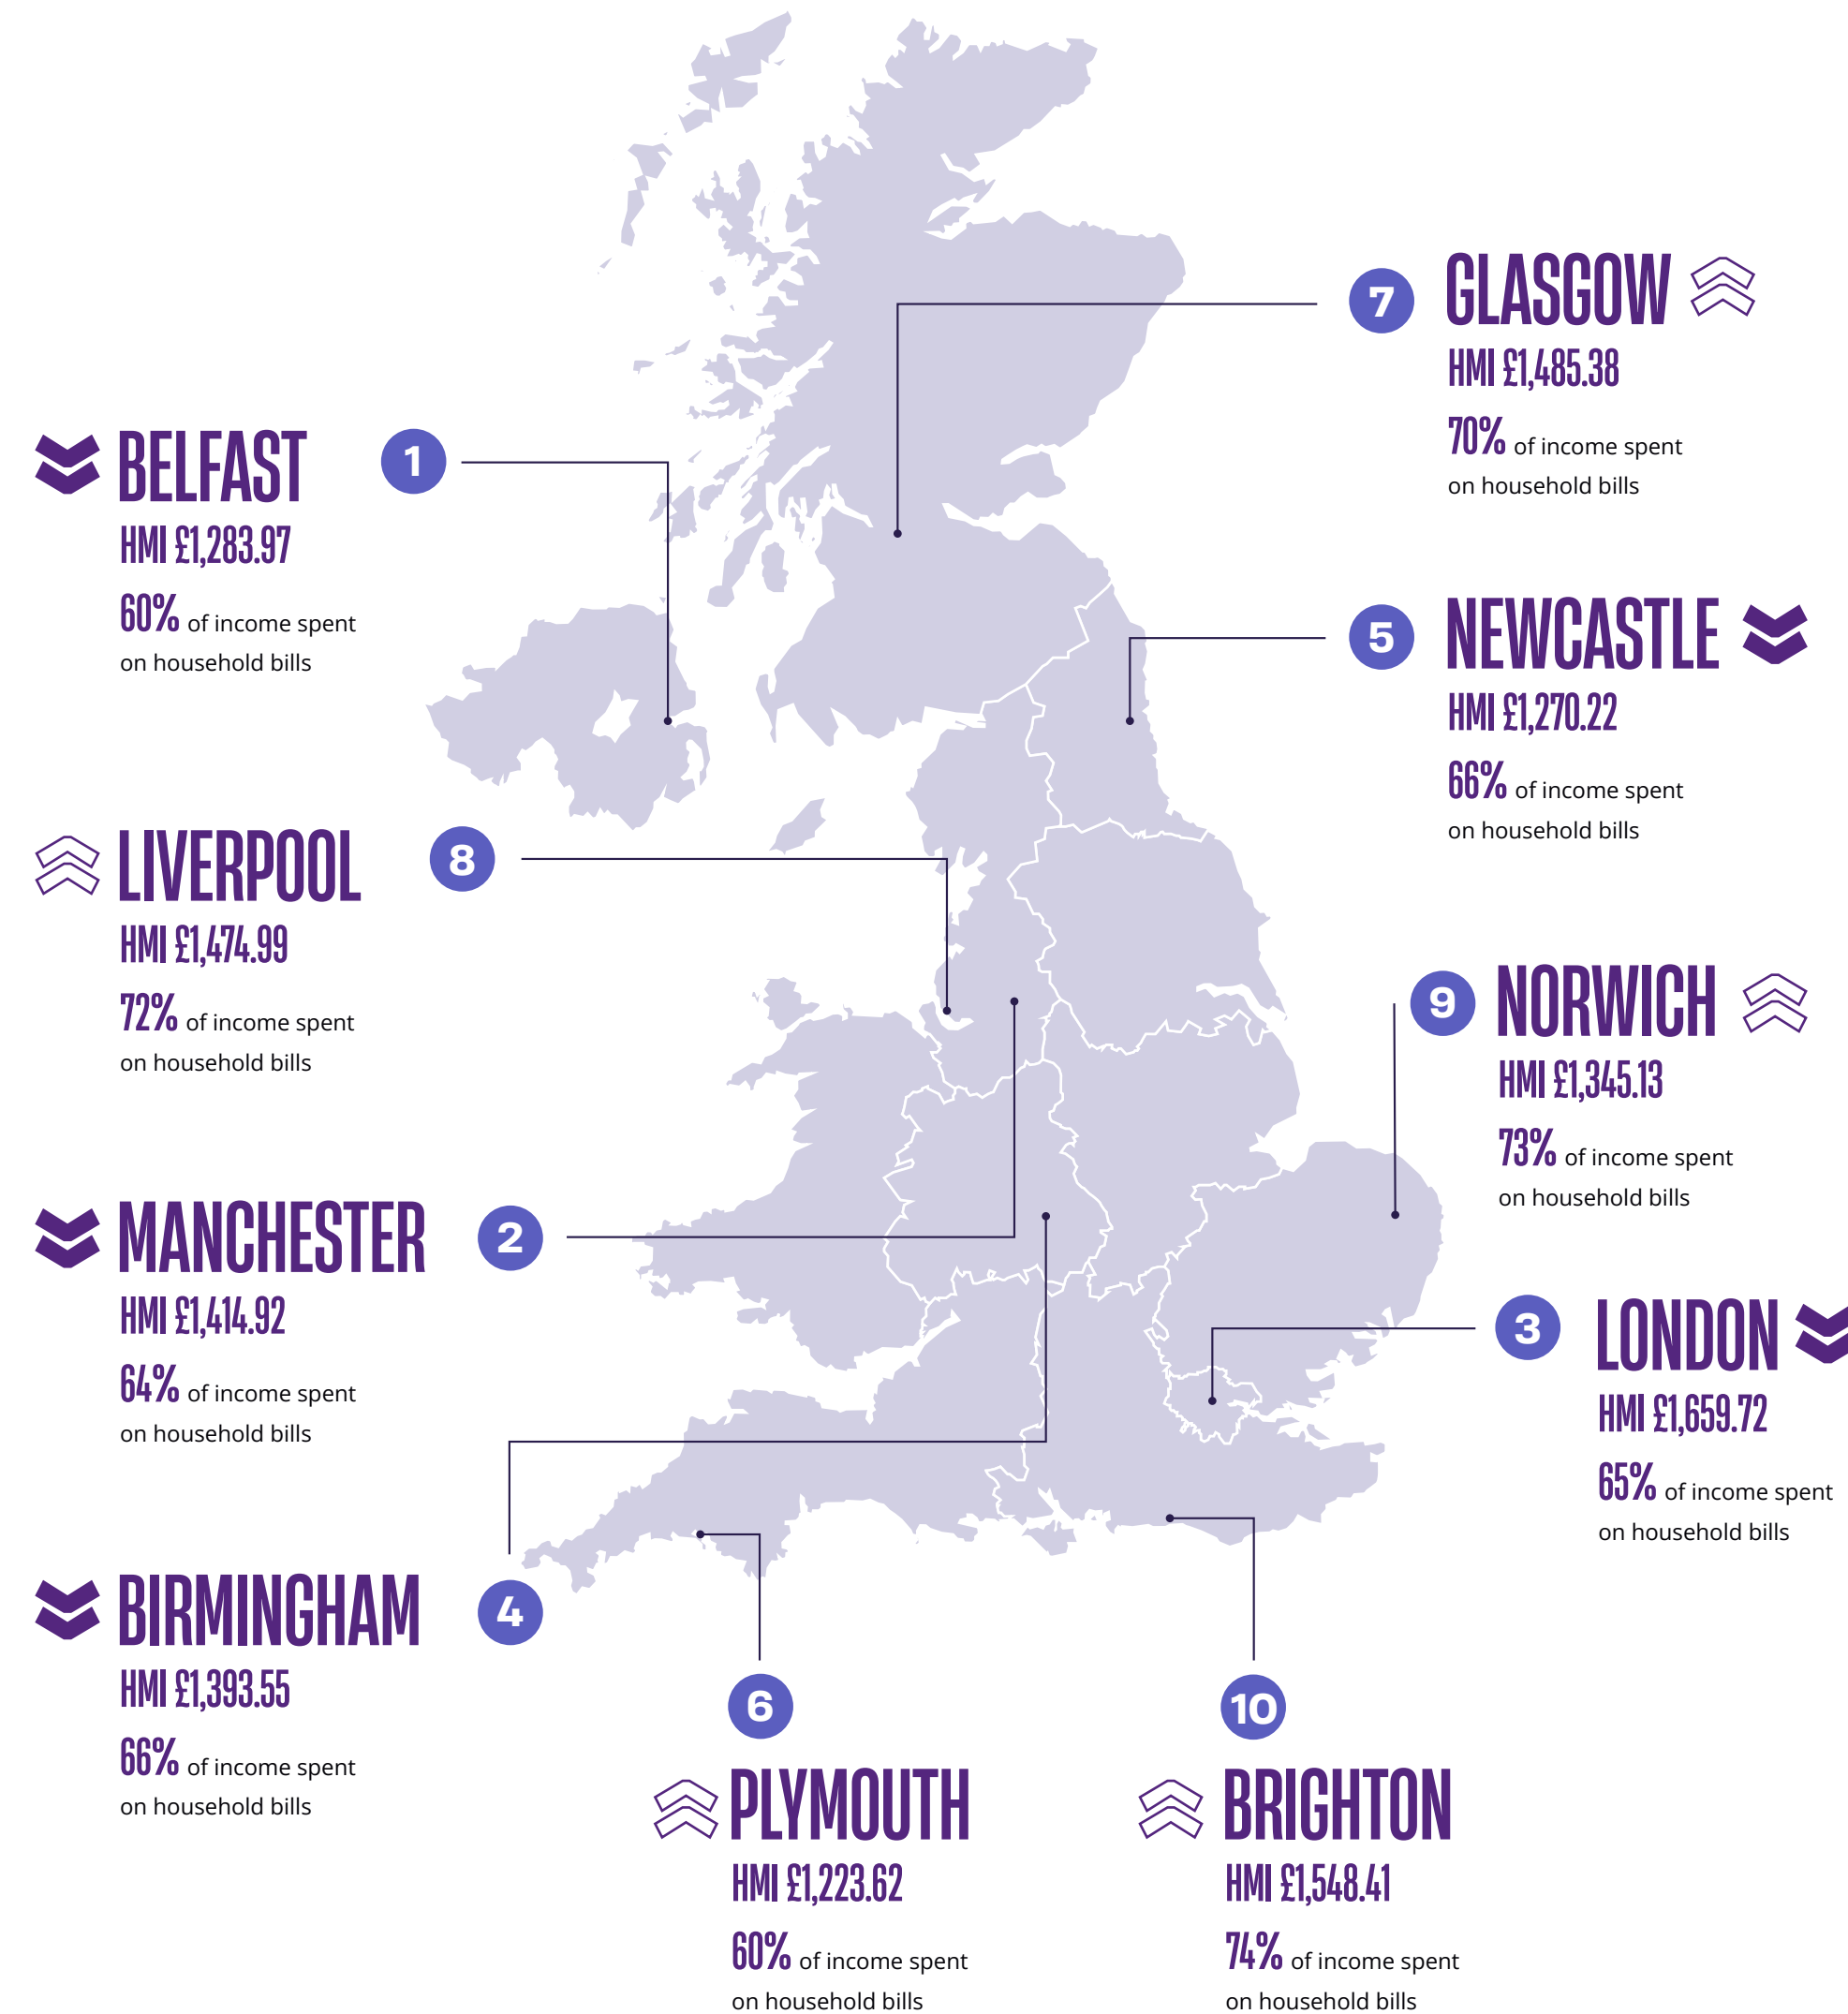 7
GLASGOW
HMI £1,485.38
70% of income spent
on household bills
BELFAST
1
HMI £1,283.97
60% of income spent
on household bills
5
NEWCASTLE
HMI £1,270.22
66% of income spent
on household bills
LIVERPOOL
8
HMI £1,474.99
72% of income spent
on household bills
9
NORWICH
HMI £1,345.13
73% of income spent
on household bills
MANCHESTER
2
HMI £1,414.92
64% of income spent
on household bills
3
LONDON
HMI £1,659.72
65% of income spent
on household bills
BIRMINGHAM
4
HMI £1,393.55
66% of income spent
on household bills
6
PLYMOUTH
HMI £1,223.62
60% of income spent
on household bills
10
BRIGHTON
HMI £1,548.41
74% of income spent
on household bills